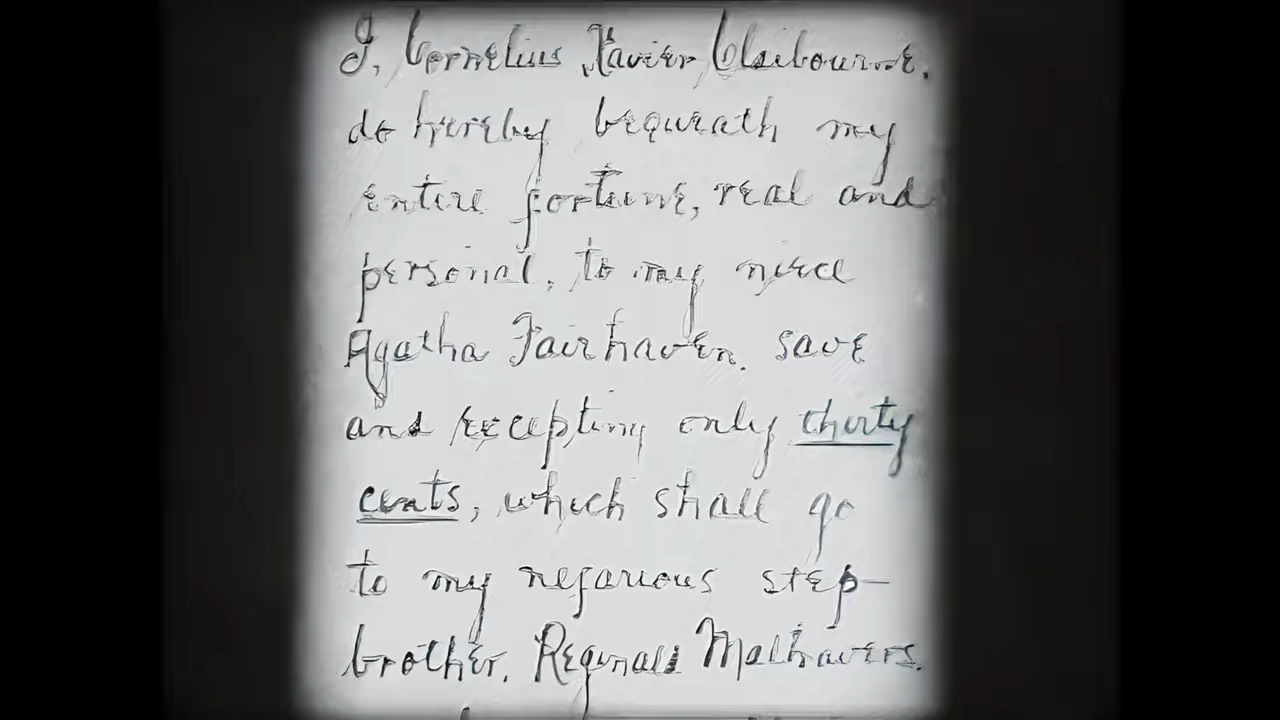 I, Cornelius Xavier Claibourne,
do hereby bequeath my
entire fortune, real and
personal, to my niece
Agatha Fairhaven, save
and excepting only thirty
cents, which shall go
to my nefarious step-
brother, Reginald Malhavers.